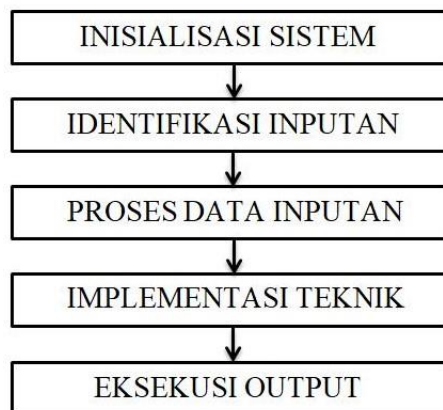 INISIALISASI SISTEM
IDENTIFIKASI INPUTAN
PROSES DATA INPUTAN
IMPLEMENTASI TEKNIK
EKSEKUSI OUTPUT